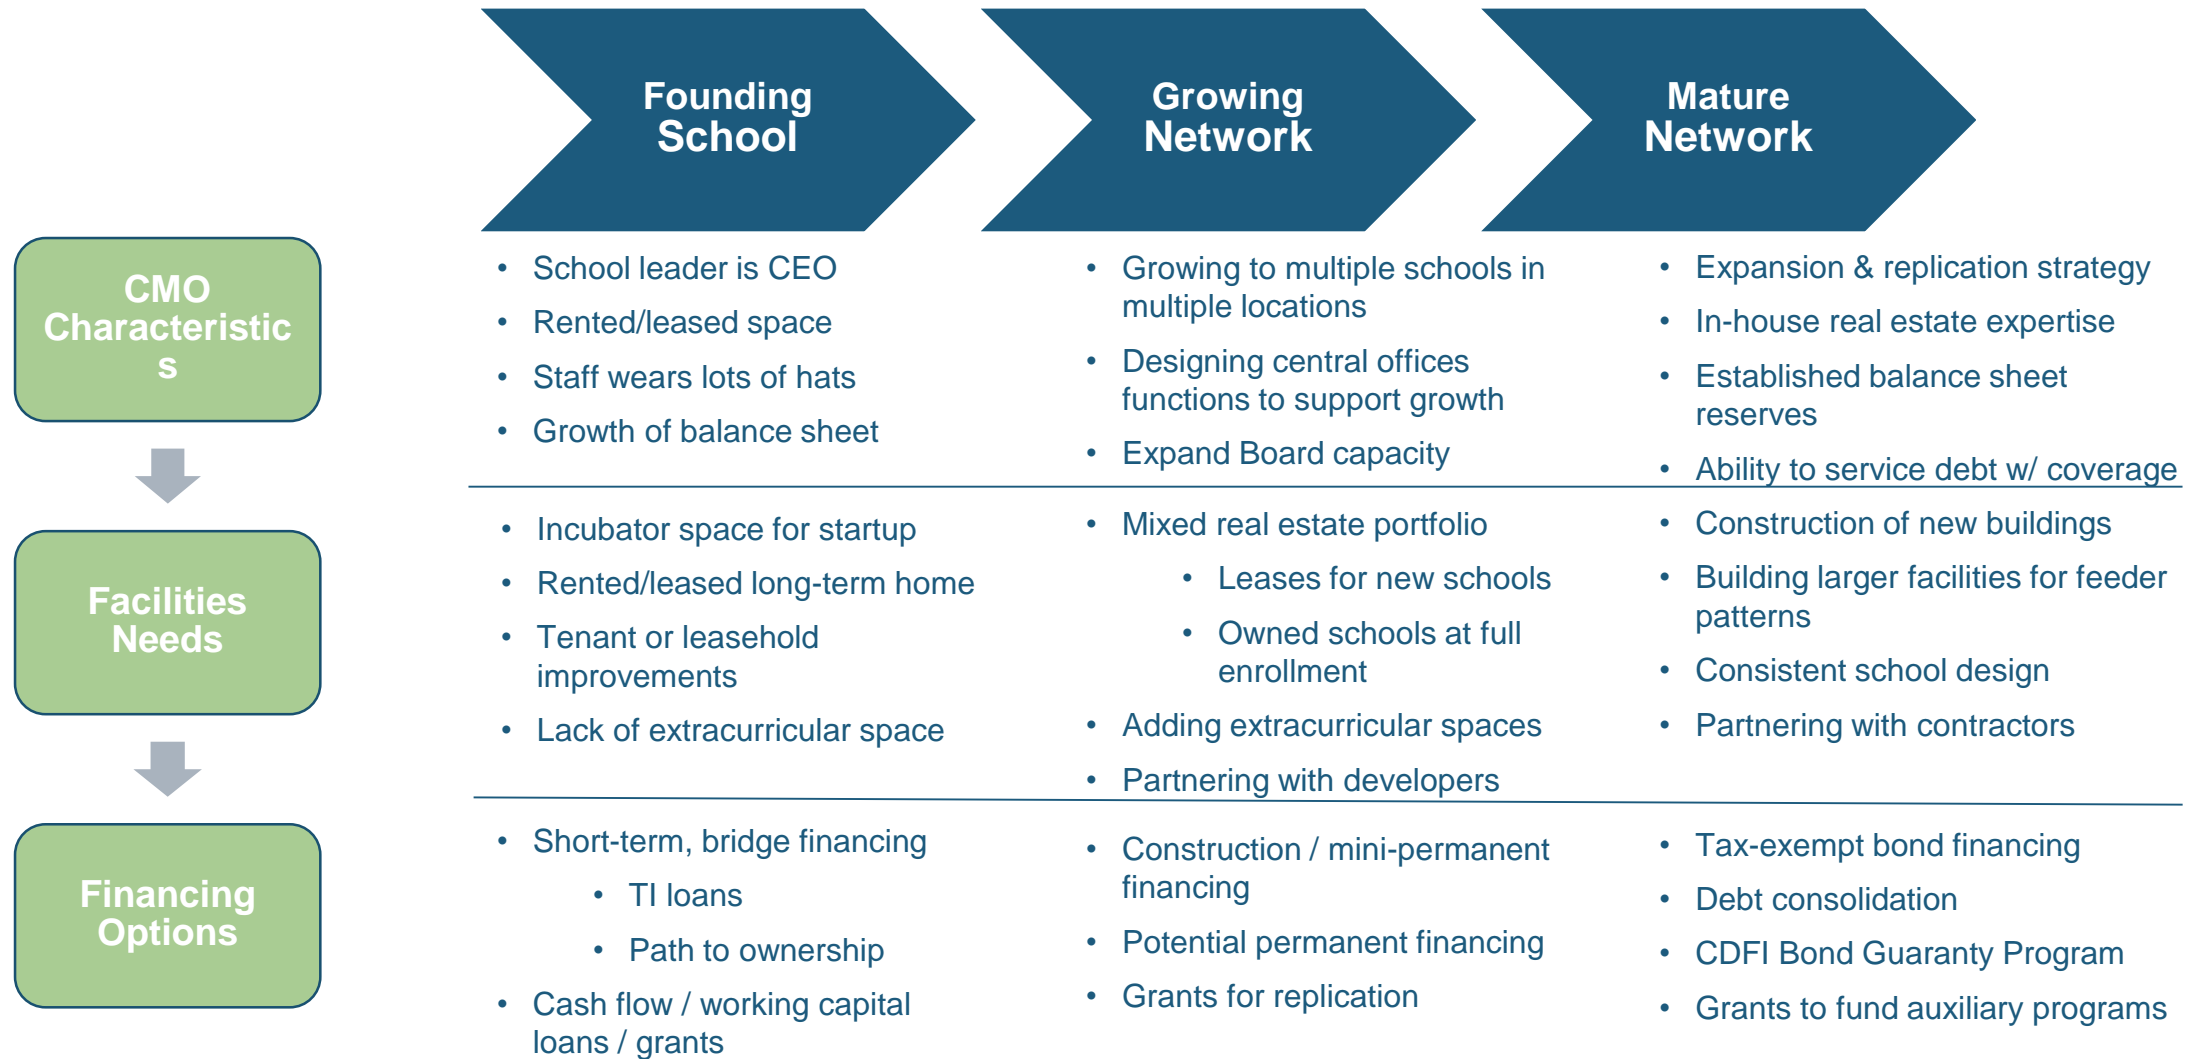 Founding
School
Growing
Network
Mature
Network
CMO
Characteristic
s
• School leader is CEO
• Rented/leased space
• Staff wears lots of hats
• Growth of balance sheet
• Growing to multiple schools in
multiple locations
• Designing central offices
functions to support growth
• Expand Board capacity
• Expansion & replication strategy
• In-house real estate expertise
• Established balance sheet
reserves
• Ability to service debt w/ coverage
Facilities
Needs
• Incubator space for startup
• Rented/leased long-term home
• Tenant or leasehold
improvements
• Lack of extracurricular space
• Mixed real estate portfolio
• Leases for new schools
• Owned schools at full
enrollment
• Adding extracurricular spaces
• Partnering with developers
• Construction of new buildings
• Building larger facilities for feeder
patterns
• Consistent school design
• Partnering with contractors
Financing
Options
• Short-term, bridge financing
• TI loans
• Path to ownership
• Cash flow / working capital
loans / grants
• Construction / mini-permanent
financing
• Potential permanent financing
• Grants for replication
• Tax-exempt bond financing
• Debt consolidation
• CDFI Bond Guaranty Program
• Grants to fund auxiliary programs